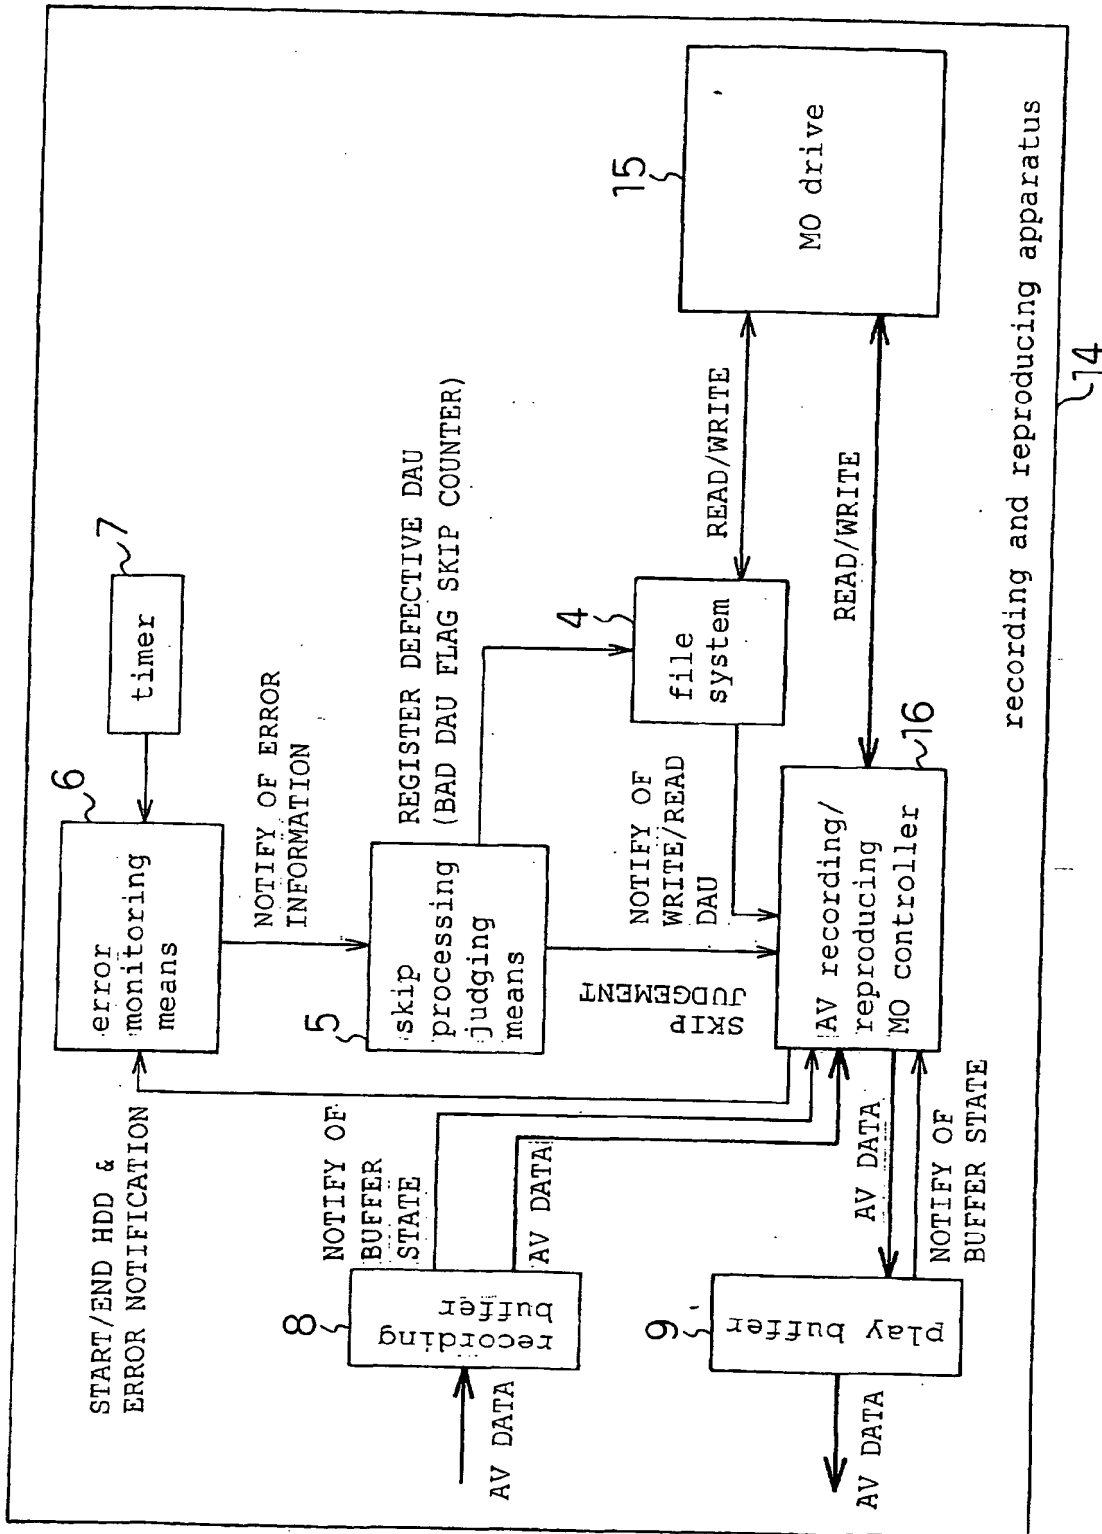 START/END HDD &
ERROR NOTIFICATION
6
error
monitoring
means
7
timer
NOTIFY OF ERROR
INFORMATION
5
skip
processing
judging
means
REGISTER DEFECTIVE DAU
(BAD DAU FLAG SKIP COUNTER)
NOTIFY OF
BUFFER
STATE
8
recording
buffer
AV DATA
AV DATA
SKIP
JUDGEMENT
NOTIFY OF
WRITE/READ
DAU
4
file
system
READ/WRITE
15
MO drive
READ/WRITE
16
AV recording/
reproducing
MO controller
9
play buffer
AV DATA
AV DATA
NOTIFY OF
BUFFER STATE
recording and reproducing apparatus
14